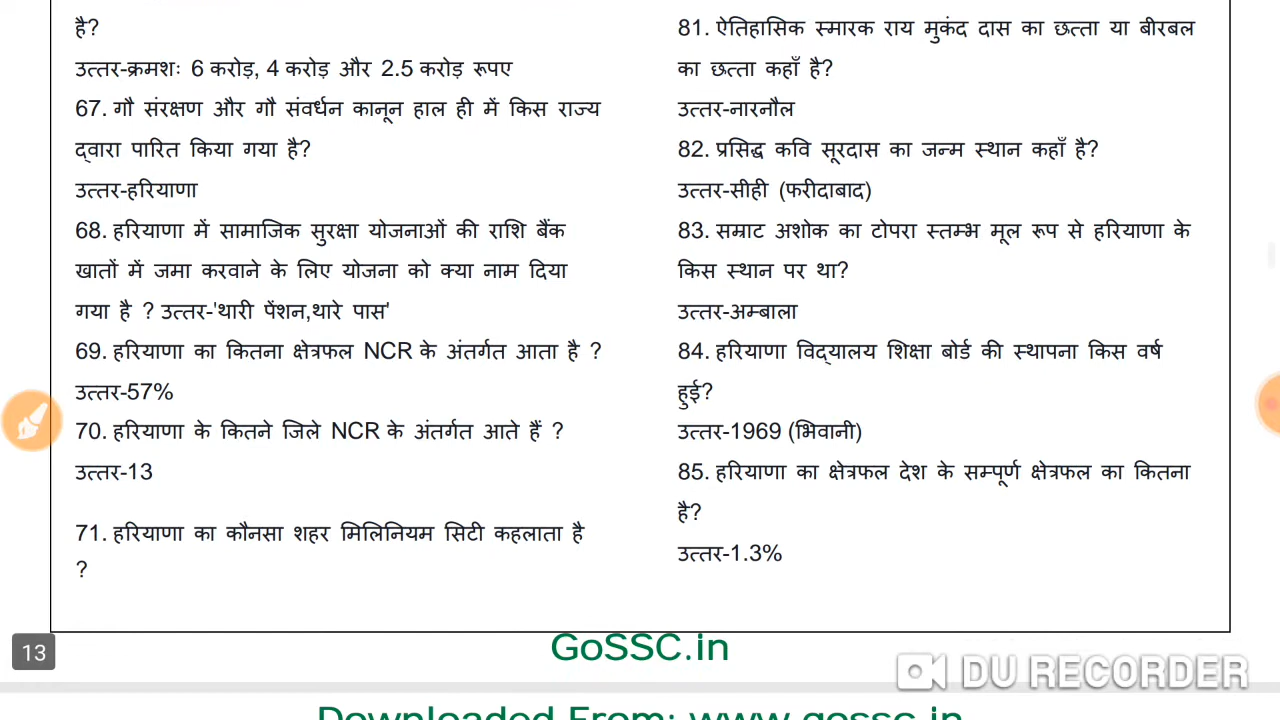 है?
उत्तर-क्रमशः 6 करोड़, 4 करोड़ और 2.5 करोड़ रूपए
67. गौ संरक्षण और गौ संवर्धन कानून हाल ही में किस राज्य
द्वारा पारित किया गया है?
उत्तर-हरियाणा
68. हरियाणा में सामाजिक सुरक्षा योजनाओं की राशि बैंक
खातों में जमा करवाने के लिए योजना को क्या नाम दिया
गया है ? उत्तर-'थारी पेंशन,थारे पास'
69. हरियाणा का कितना क्षेत्रफल NCR के अंतर्गत आता है ?
उत्तर-57%
70. हरियाणा के कितने जिले NCR के अंतर्गत आते हैं ?
उत्तर-13
71. हरियाणा का कौनसा शहर मिलिनियम सिटी कहलाता है
?
81. ऐतिहासिक स्मारक राय मुकंद दास का छत्ता या बीरबल
का छत्ता कहाँ है?
उत्तर-नारनौल
82. प्रसिद्ध कवि सूरदास का जन्म स्थान कहाँ है?
उत्तर-सीही (फरीदाबाद)
83. सम्राट अशोक का टोपरा स्तम्भ मूल रूप से हरियाणा के
किस स्थान पर था?
उत्तर-अम्बाला
84. हरियाणा विद्यालय शिक्षा बोर्ड की स्थापना किस वर्ष
हुई?
उत्तर-1969 (भिवानी)
85. हरियाणा का क्षेत्रफल देश के सम्पूर्ण क्षेत्रफल का कितना
है?
उत्तर-1.3%
GoSSC.in
13
DU RECORDER
Downloaded From: www.gossc.in